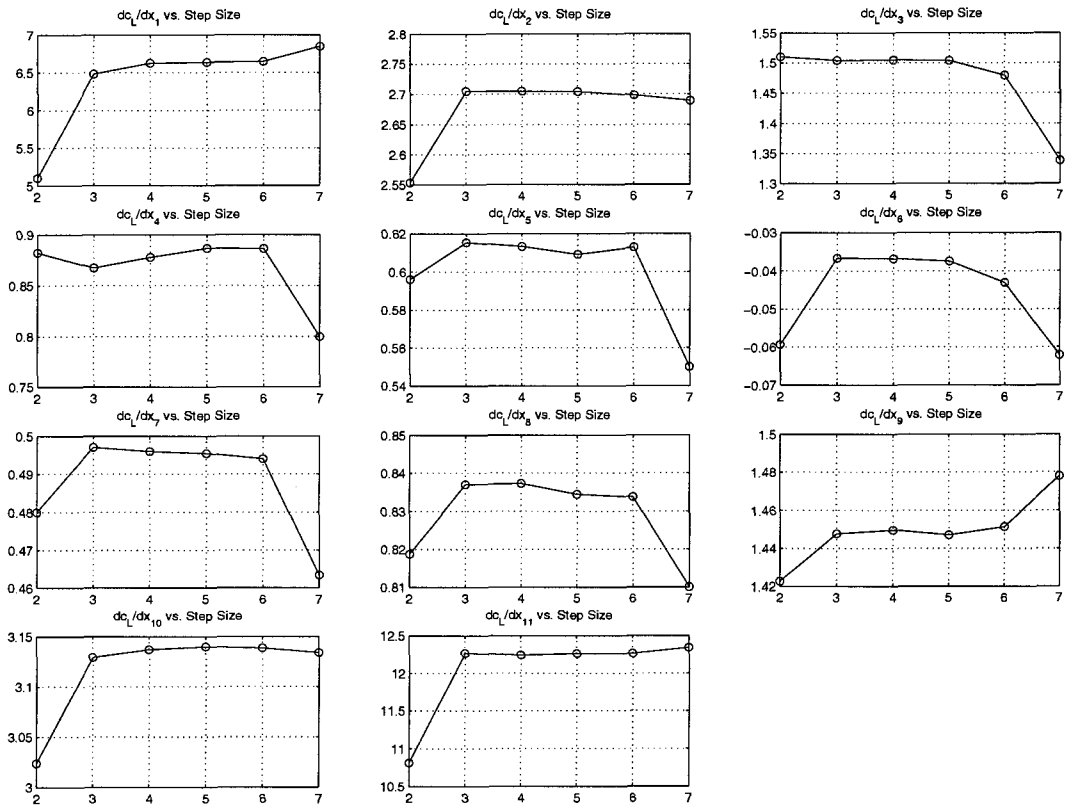 dc_L/dx_1 vs. Step Size
dc_L/dx_2 vs. Step Size
dc_L/dx_3 vs. Step Size
7
6.5
6
5.5
5
2 3 4 5 6 7
2.8
2.75
2.7
2.65
2.6
2.55
2 3 4 5 6 7
1.55
1.5
1.45
1.4
1.35
1.3
2 3 4 5 6 7
dc_L/dx_4 vs. Step Size
dc_L/dx_5 vs. Step Size
dc_L/dx_6 vs. Step Size
0.9
0.85
0.8
0.75
2 3 4 5 6 7
0.62
0.6
0.58
0.56
0.54
2 3 4 5 6 7
−0.03
−0.04
−0.05
−0.06
−0.07
2 3 4 5 6 7
dc_L/dx_7 vs. Step Size
dc_L/dx_8 vs. Step Size
dc_L/dx_9 vs. Step Size
0.5
0.49
0.48
0.47
0.46
2 3 4 5 6 7
0.85
0.84
0.83
0.82
0.81
2 3 4 5 6 7
1.5
1.48
1.46
1.44
1.42
2 3 4 5 6 7
dc_L/dx_10 vs. Step Size
dc_L/dx_11 vs. Step Size
3.15
3.1
3.05
3
2 3 4 5 6 7
12.5
12
11.5
11
10.5
2 3 4 5 6 7